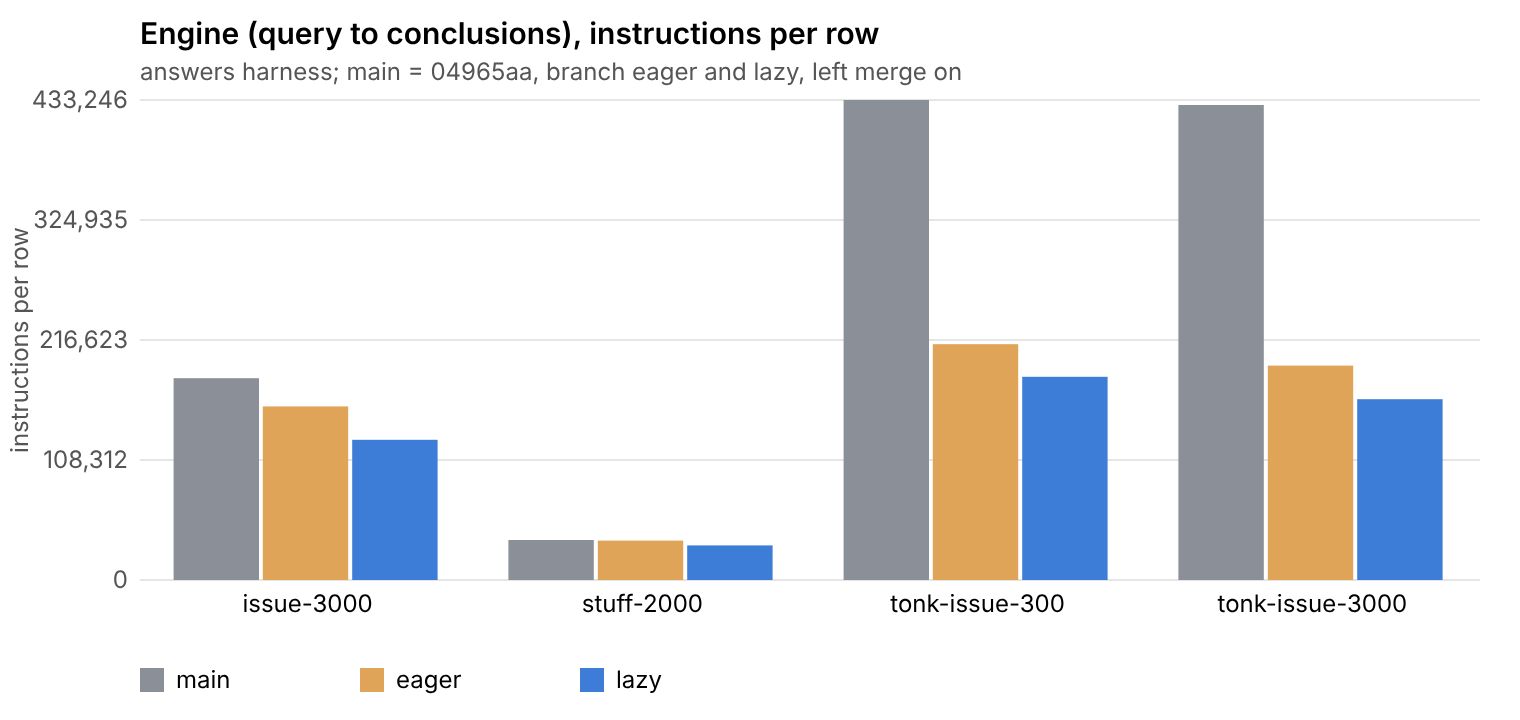 Engine (query to conclusions), instructions per row
answers harness; main = 04965aa, branch eager and lazy, left merge on
433,246
324,935
216,623
108,312
0
instructions per row
issue-3000
stuff-2000
tonk-issue-300
tonk-issue-3000
main
eager
lazy